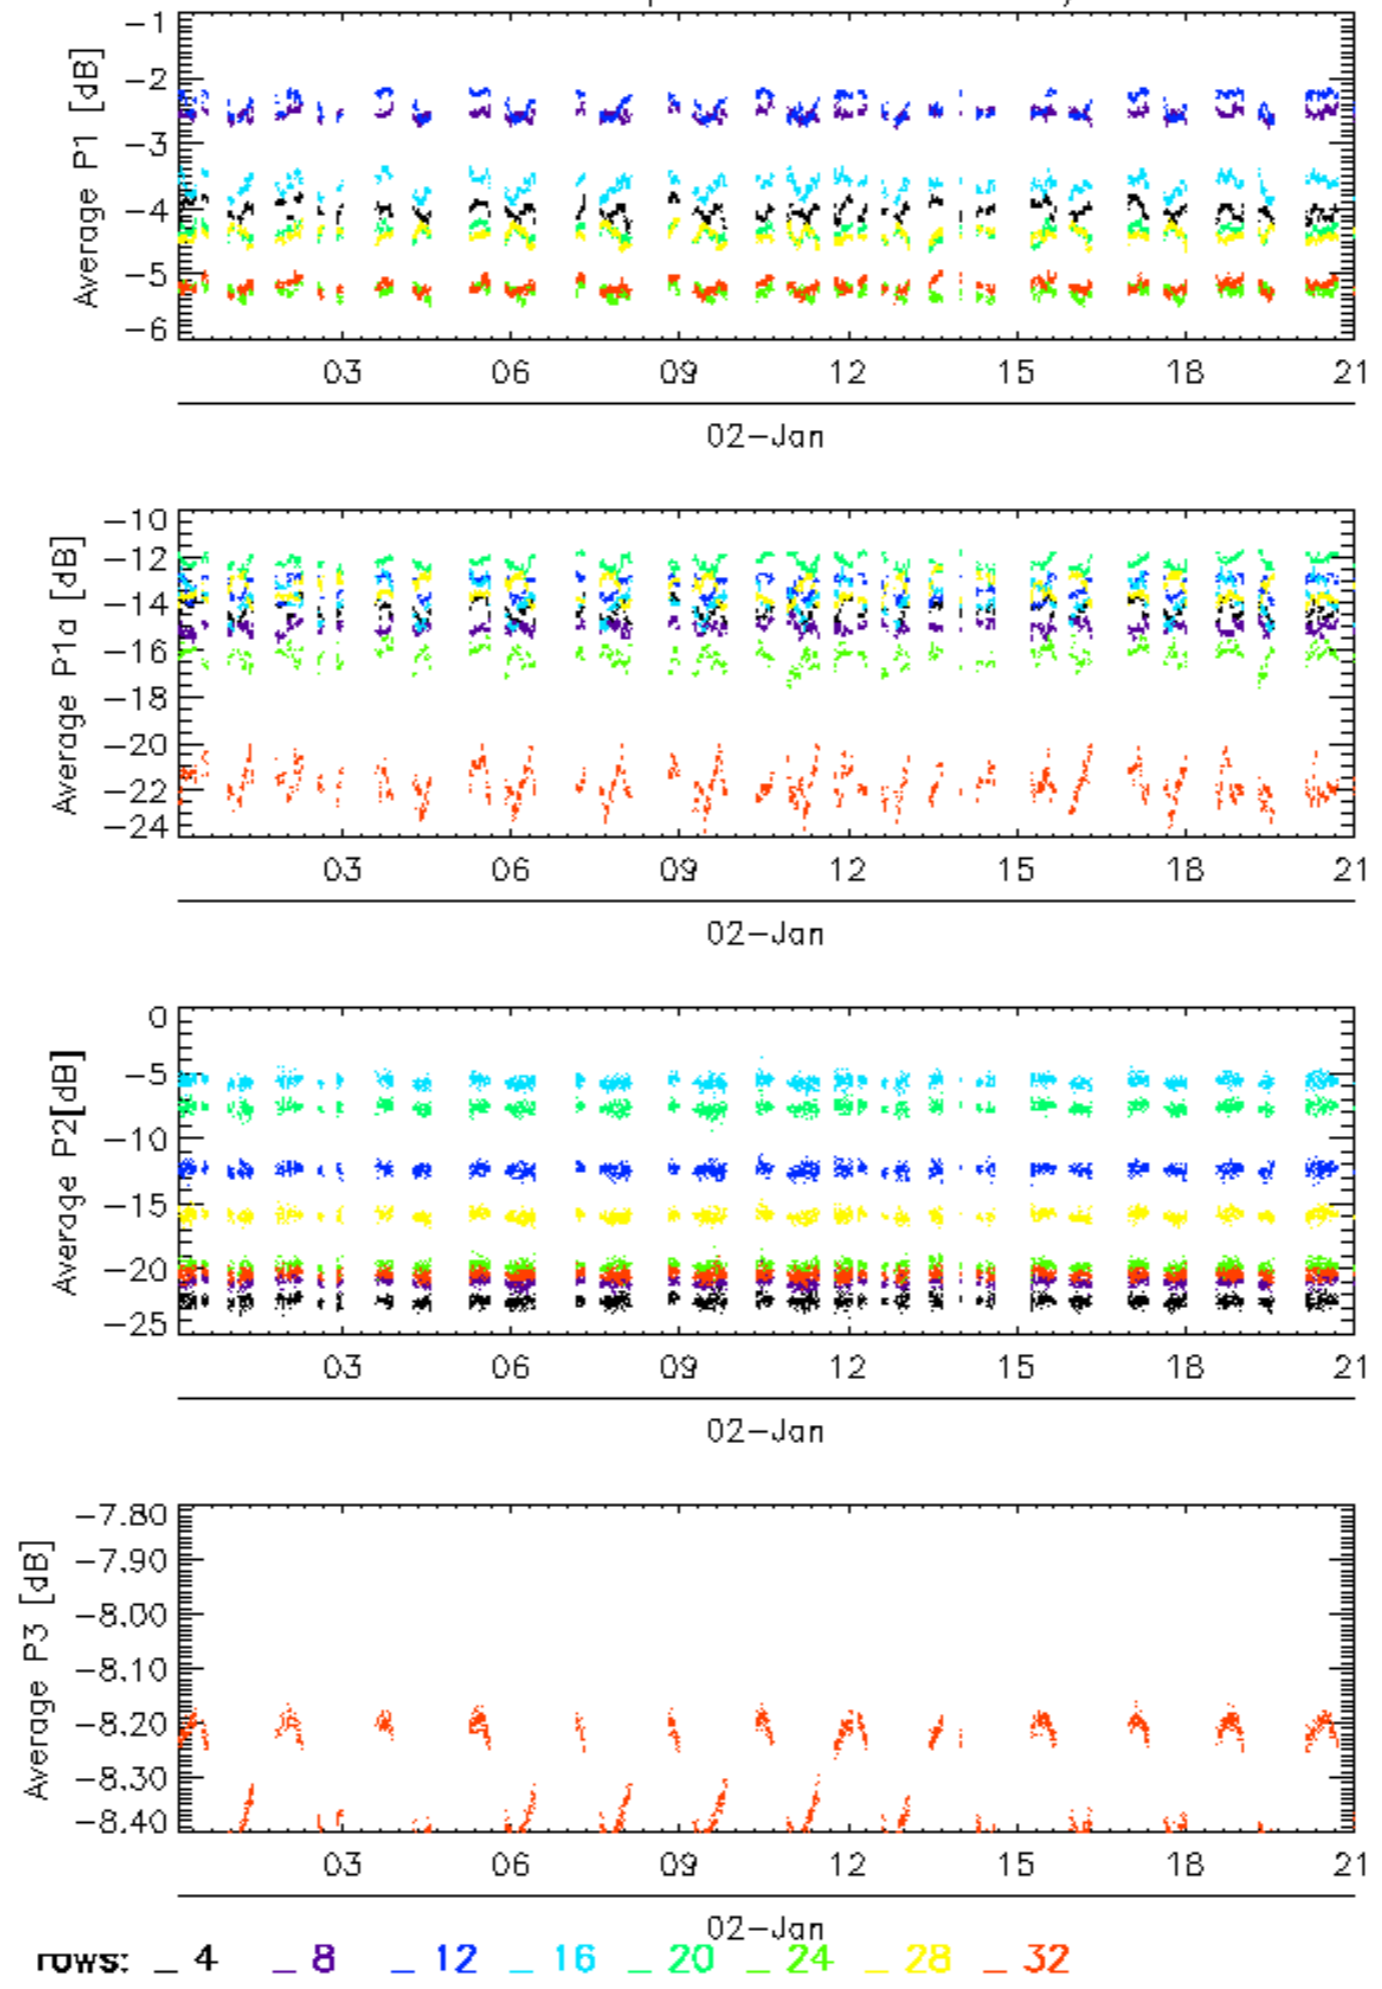 Average P1 [dB]
-1
-2
-3
-4
-5
-6
03 06 09 12 15 18 21
02-Jan
Average P1a [dB]
-10
-12
-14
-16
-18
-20
-22
-24
03 06 09 12 15 18 21
02-Jan
Average P2[dB]
0
-5
-10
-15
-20
-25
03 06 09 12 15 18 21
02-Jan
Average P3 [dB]
-7.80
-7.90
-8.00
-8.10
-8.20
-8.30
-8.40
03 06 09 12 15 18 21
02-Jan
rows: _ 4 _ 8 _ 12 _ 16 _ 20 _ 24 _ 28 _ 32